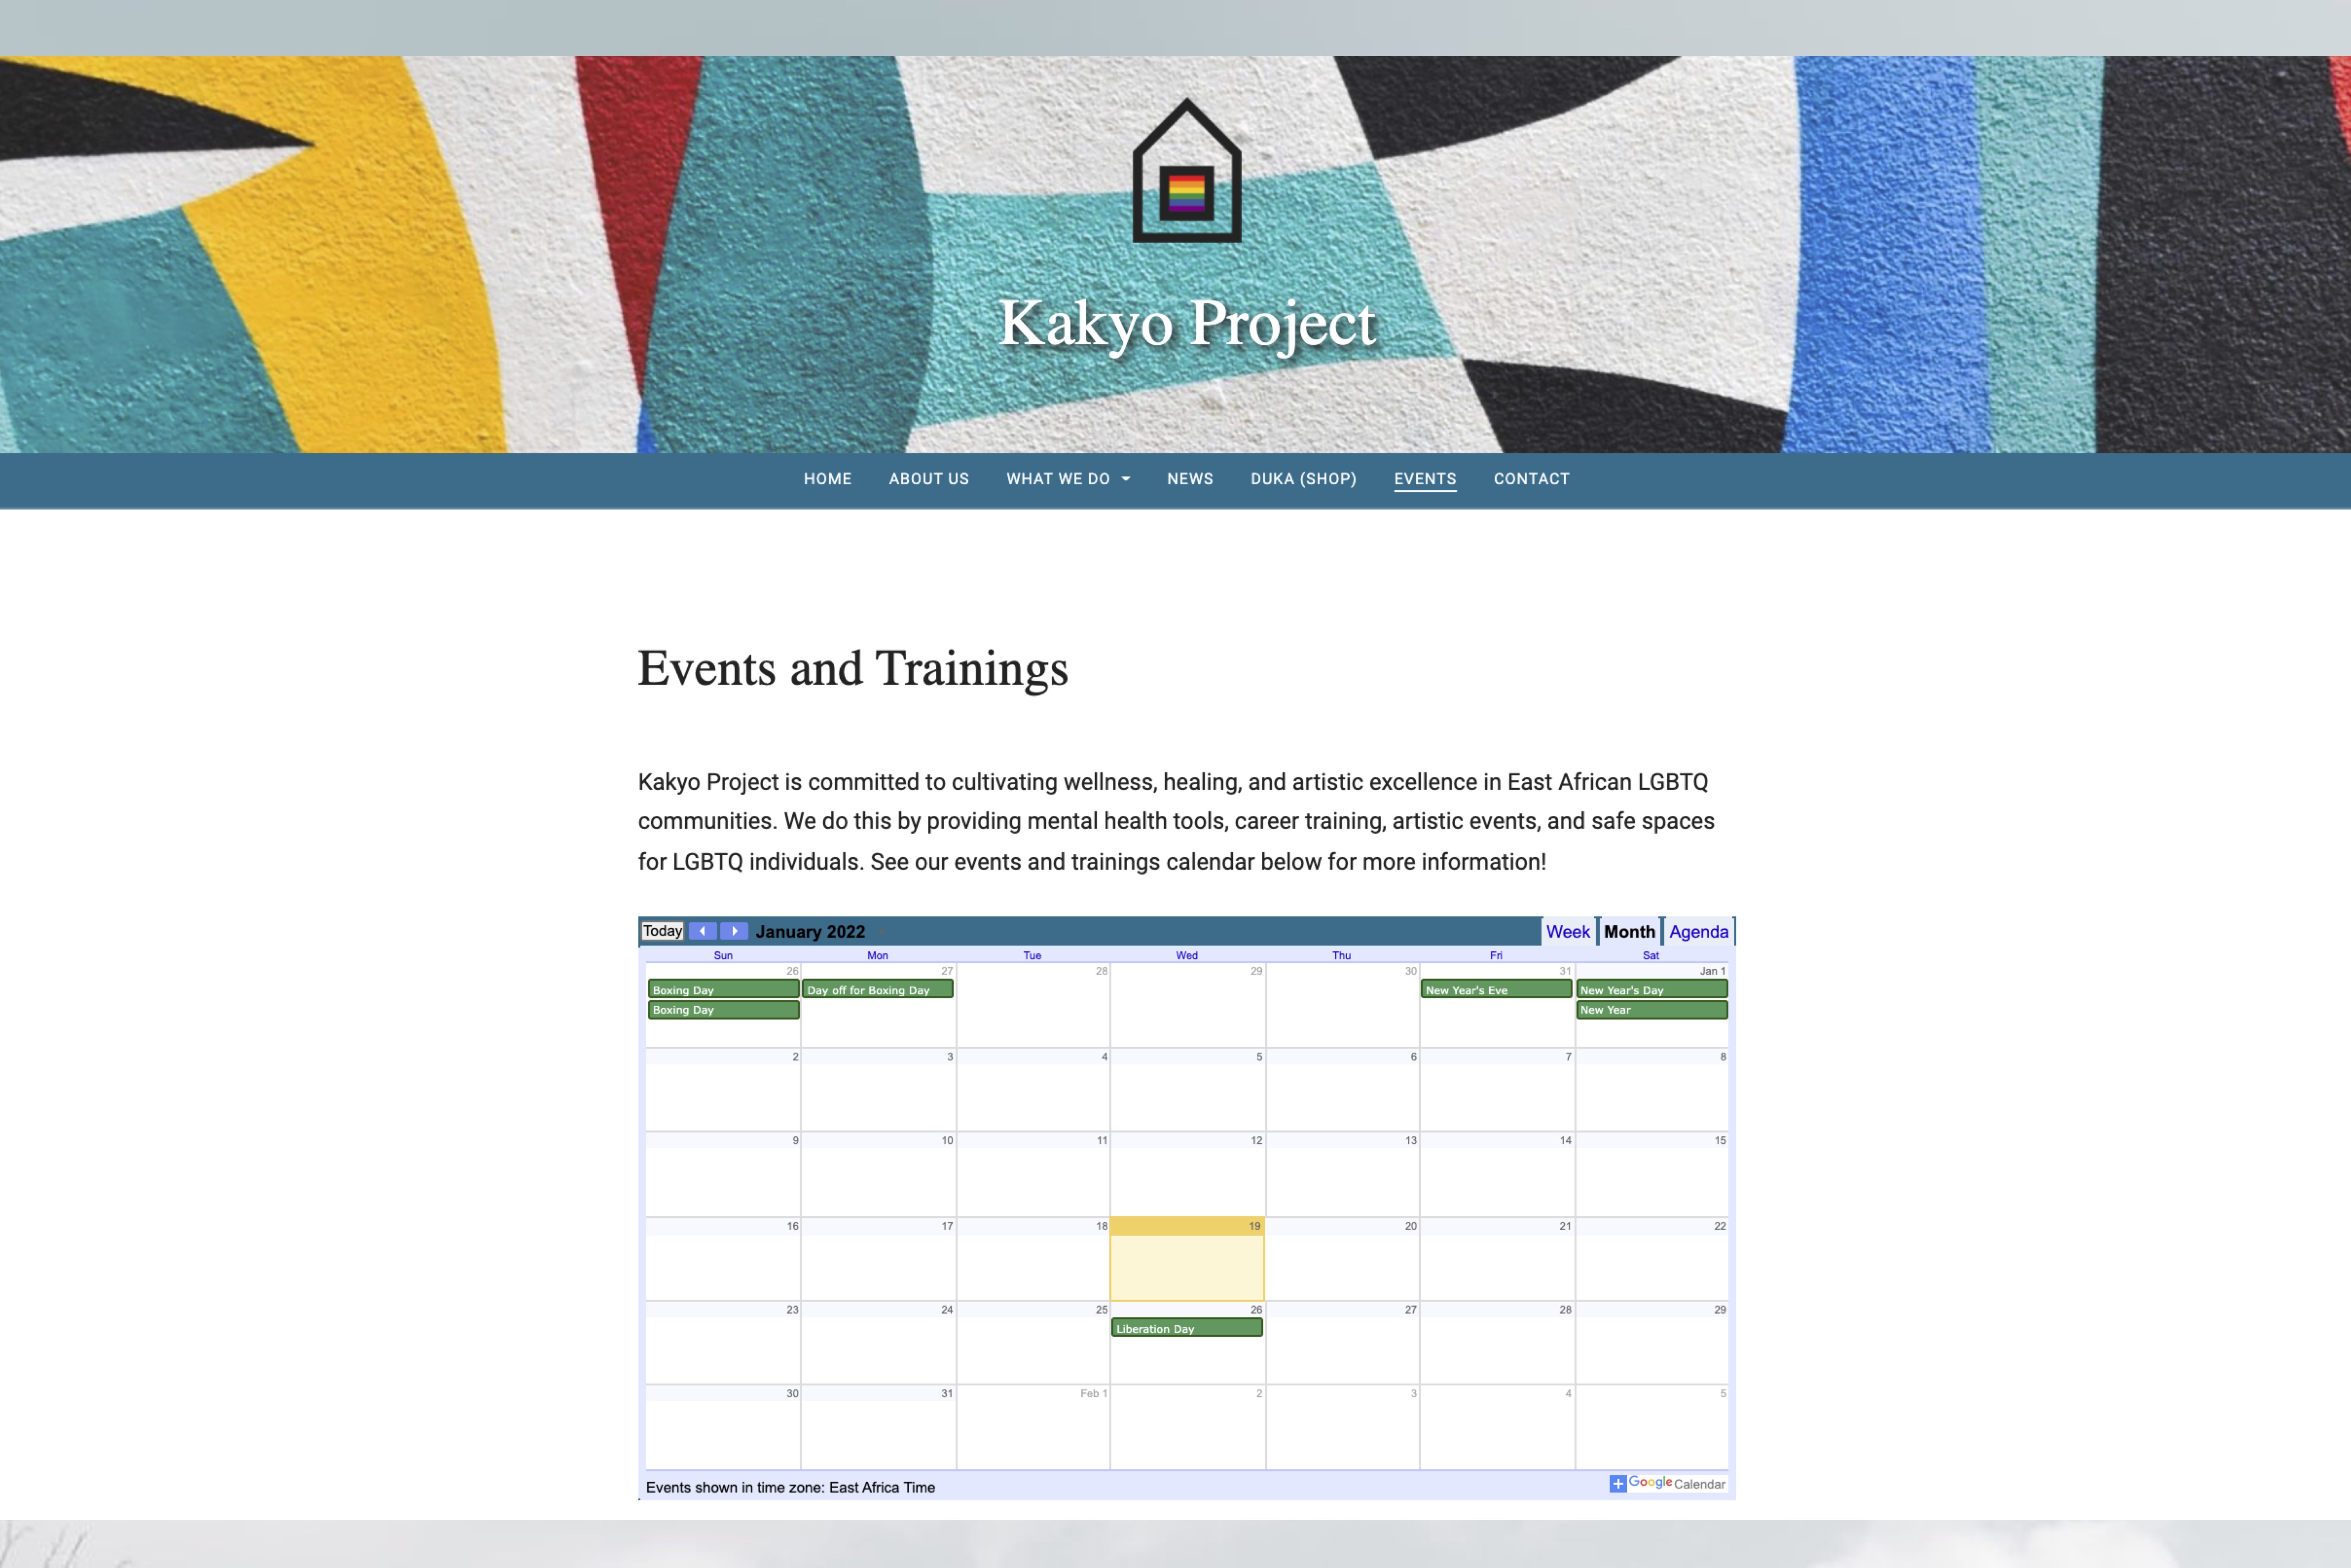 Kakyo Project
HOME ABOUT US WHAT WE DO NEWS DUKA (SHOP) EVENTS CONTACT
Events and Trainings
Kakyo Project is committed to cultivating wellness, healing, and artistic excellence in East African LGBTQ
communities. We do this by providing mental health tools, career training, artistic events, and safe spaces
for LGBTQ individuals. See our events and trainings calendar below for more information!
Today January 2022 Week Month Agenda
Sun Mon Tue Wed Thu Fri Sat
26 27 28 29 30 31 Jan 1
Boxing Day Day off for Boxing Day New Year's Eve New Year's Day
Boxing Day New Year
2 3 4 5 6 7 8
9 10 11 12 13 14 15
16 17 18 19 20 21 22
23 24 25 26 27 28 29
Liberation Day
30 31 Feb 1 2 3 4 5
Events shown in time zone: East Africa Time Google Calendar